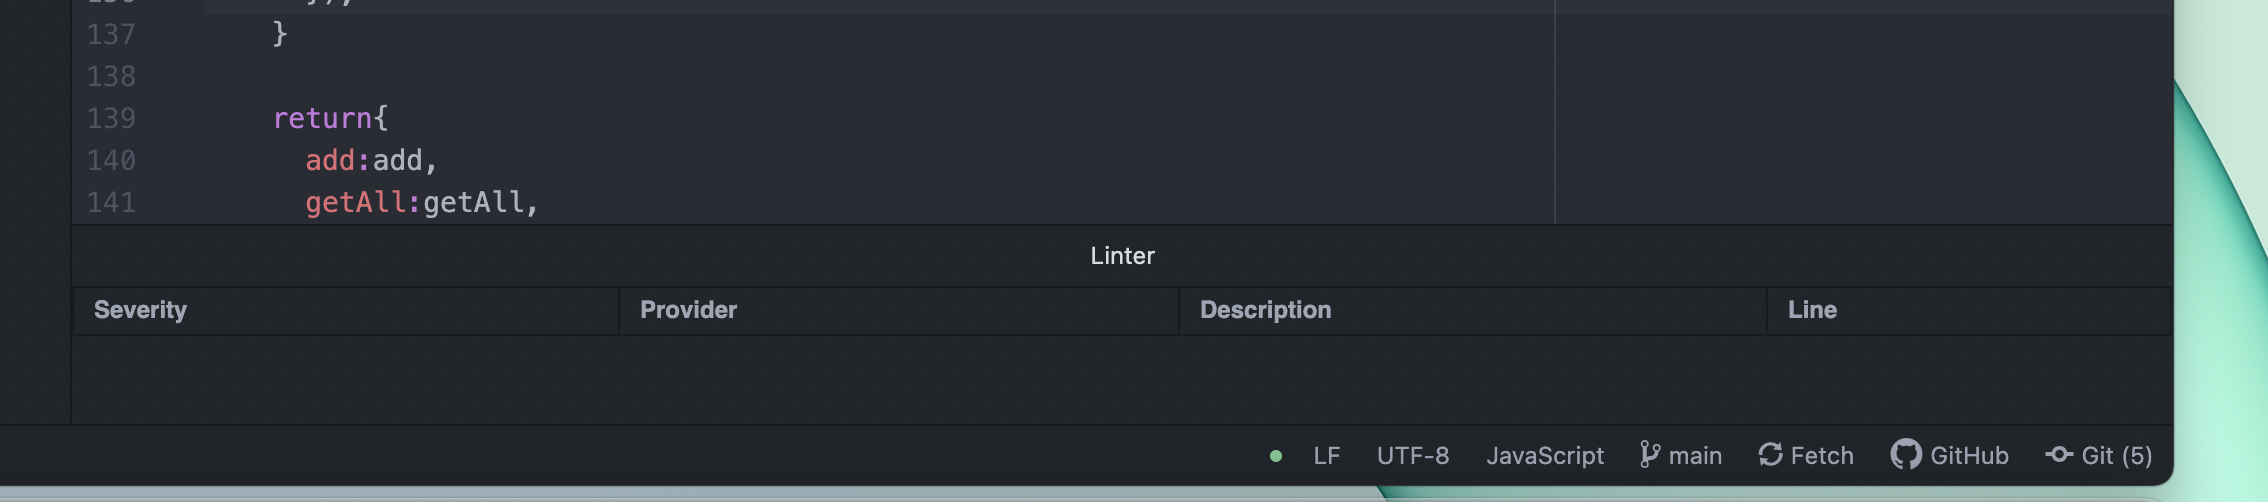 137 }
138
139 return{
140 add:add,
141 getAll:getAll,
Linter
Severity Provider Description Line
LF UTF-8 JavaScript main Fetch GitHub Git (5)